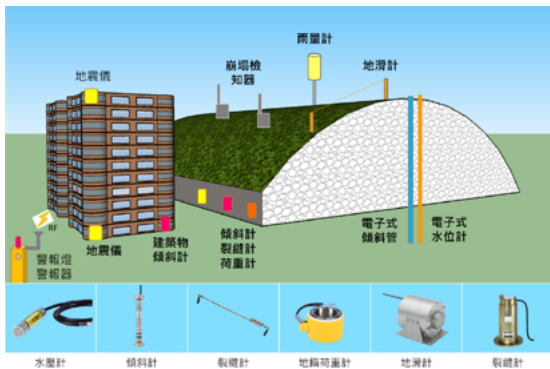 雨量計
崩塌檢
知器
地滑計
地震儀
RF
警報燈
警報器
地震儀
建築物
傾斜計
傾斜計
裂縫計
荷重計
電子式
傾斜管
電子式
水位計
水壓計
傾斜計
裂縫計
地錨荷重計
地滑計
裂縫計